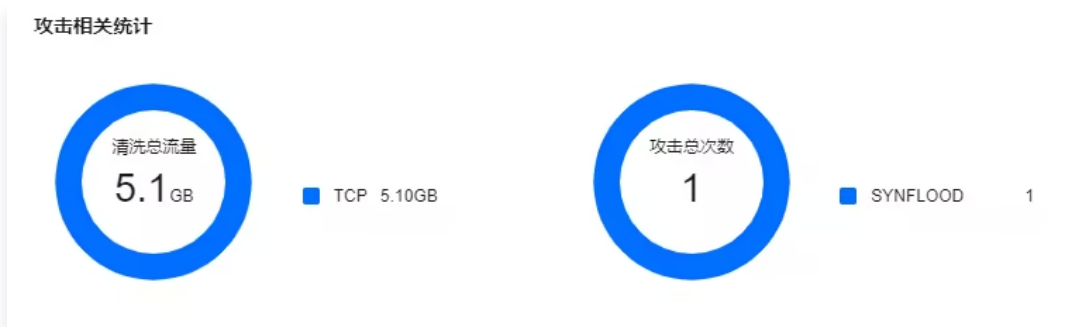 攻击相关统计
清洗总流量
5.1GB
TCP 5.10GB
攻击总次数
1
SYNFLOOD 1